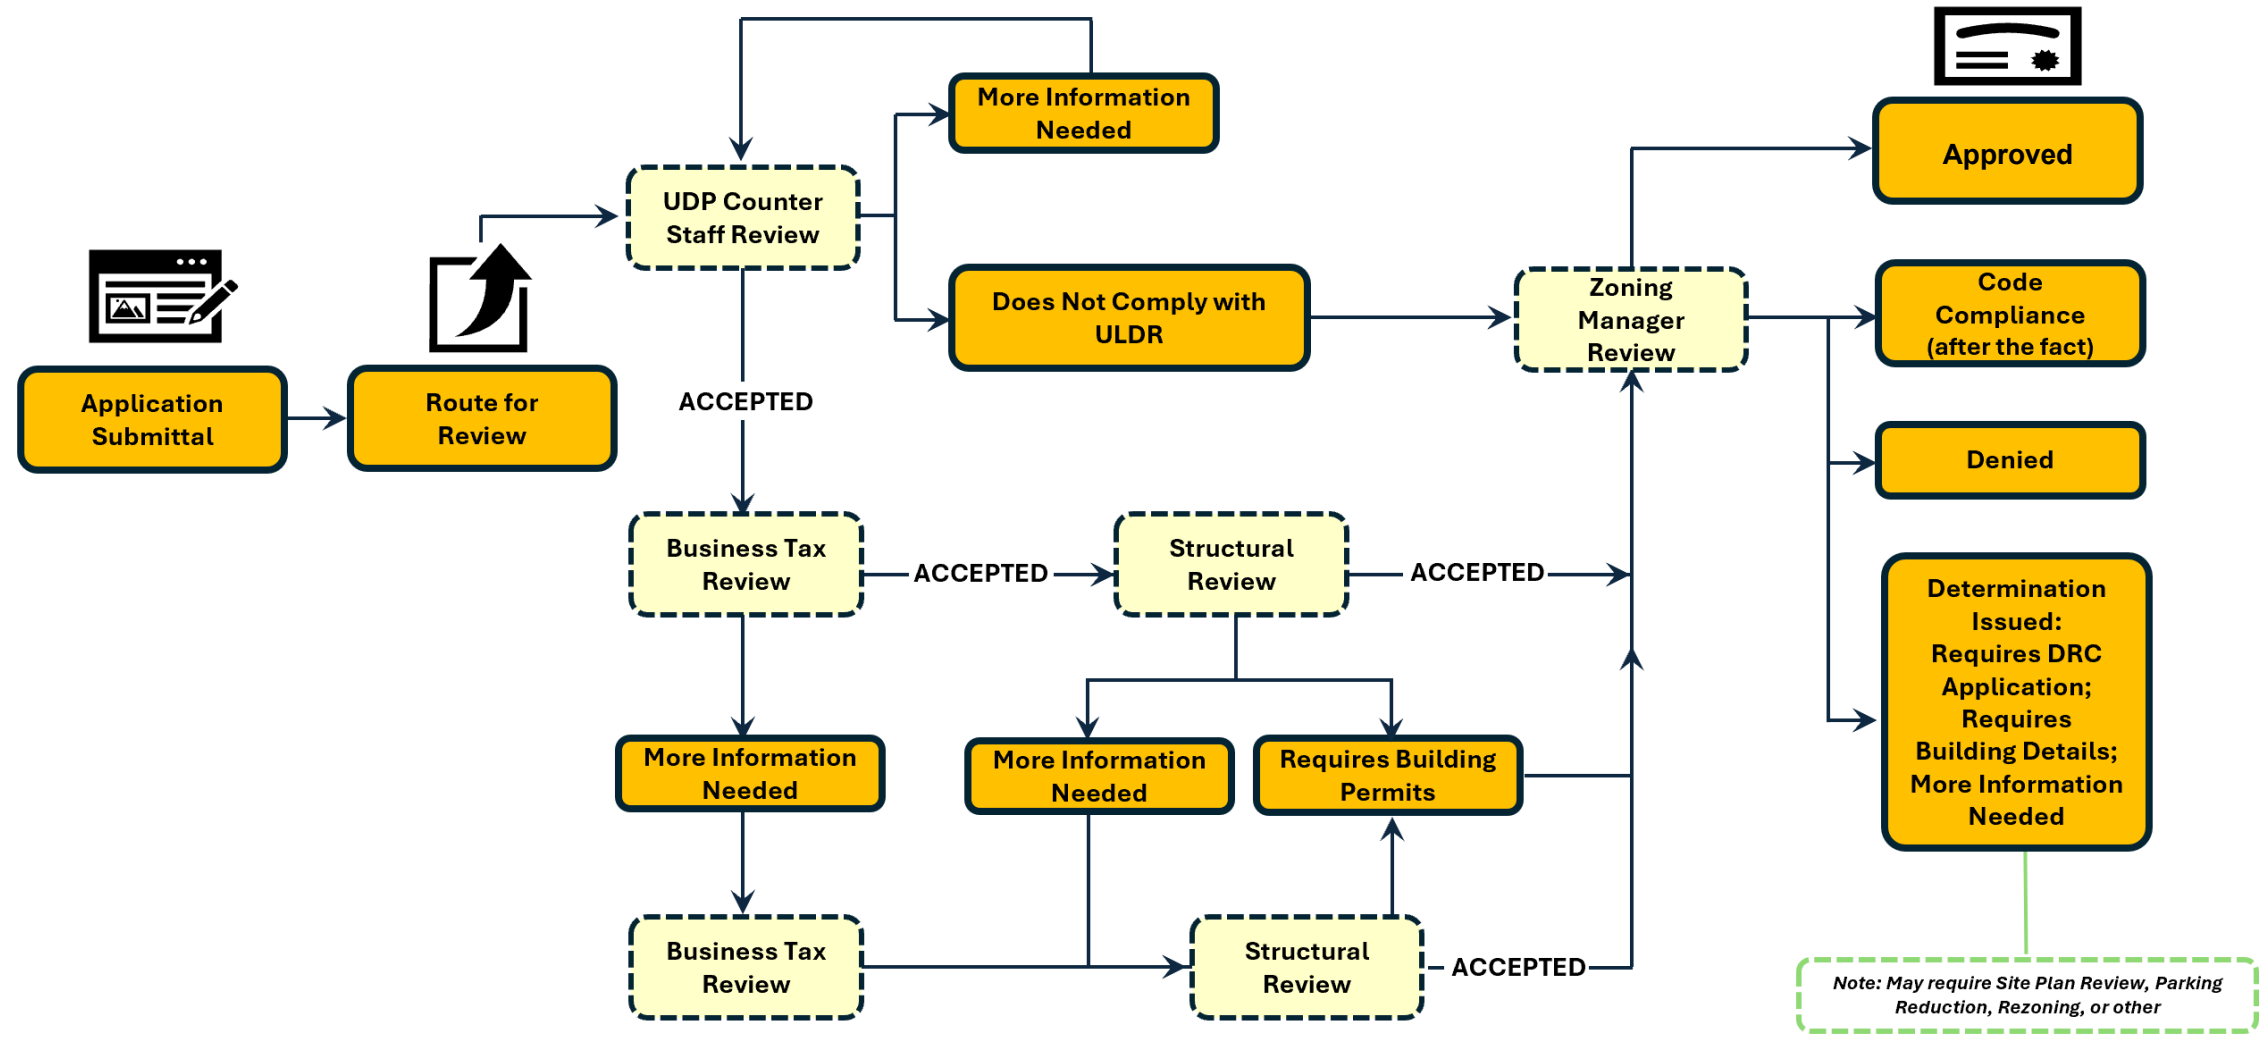 More Information
Needed
Approved
UDP Counter
Staff Review
Does Not Comply with
ULDR
Zoning
Manager
Review
Code
Compliance
(after the fact)
Application
Submittal
Route for
Review
ACCEPTED
Denied
Business Tax
Review
ACCEPTED
Structural
Review
ACCEPTED
Determination
Issued:
Requires DRC
Application;
Requires
Building Details;
More Information
Needed
More Information
Needed
More Information
Needed
Requires Building
Permits
Business Tax
Review
Structural
Review
ACCEPTED
Note: May require Site Plan Review, Parking
Reduction, Rezoning, or other